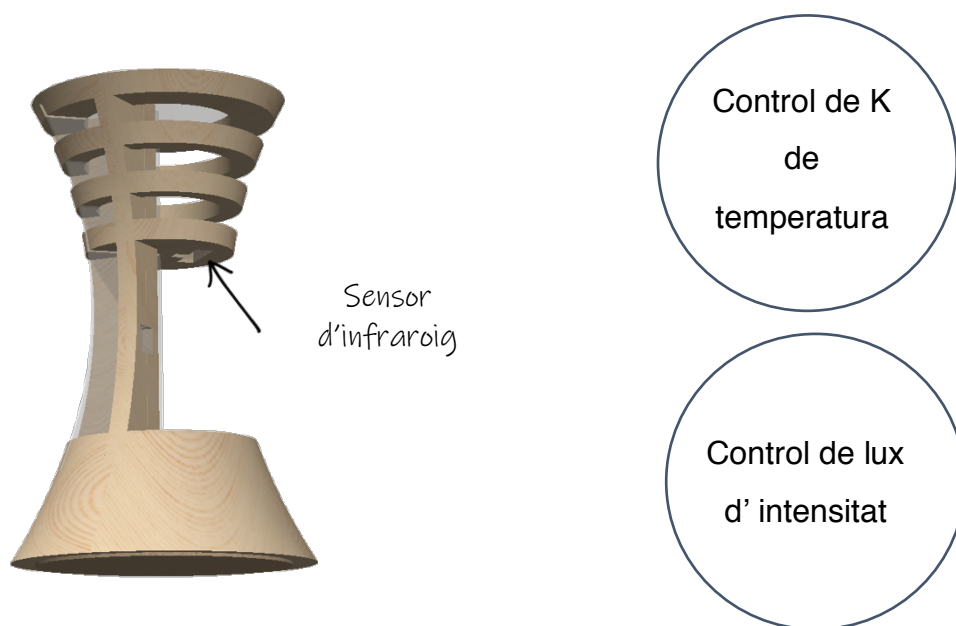 Control de K
de
temperatura
Sensor
d'infraroig
Control de lux
d' intensitat